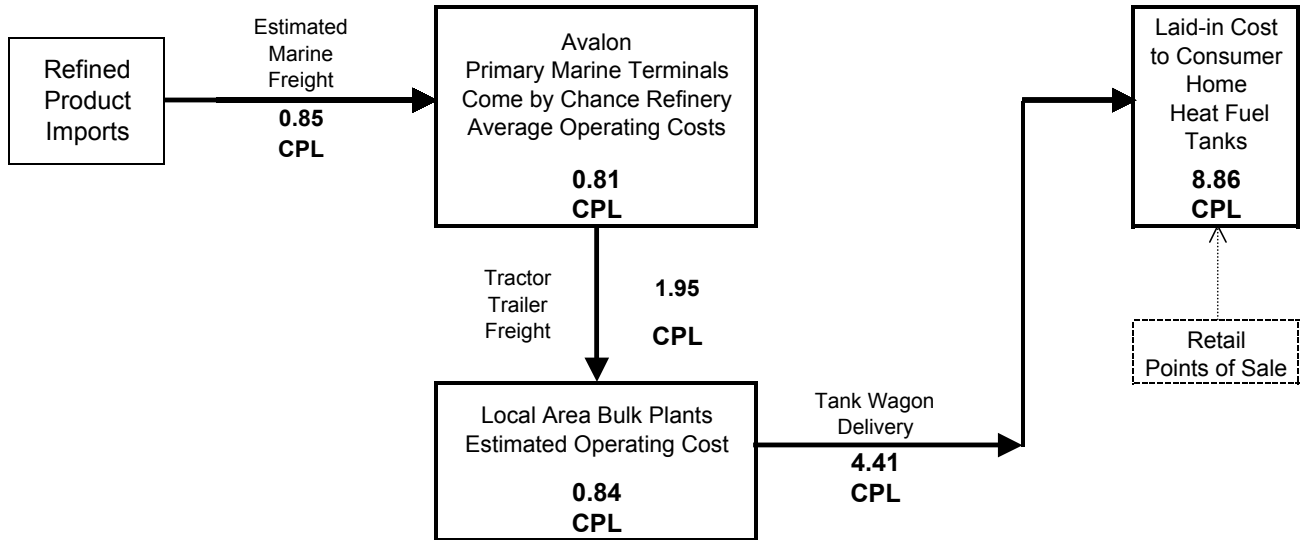 Refined
Product
Imports
Estimated
Marine
Freight
0.85
CPL
Avalon
Primary Marine Terminals
Come by Chance Refinery
Average Operating Costs
0.81
CPL
Tractor
Trailer
Freight
1.95
CPL
Local Area Bulk Plants
Estimated Operating Cost
0.84
CPL
Tank Wagon
Delivery
4.41
CPL
Laid-in Cost
to Consumer
Home
Heat Fuel
Tanks
8.86
CPL
Retail
Points of Sale